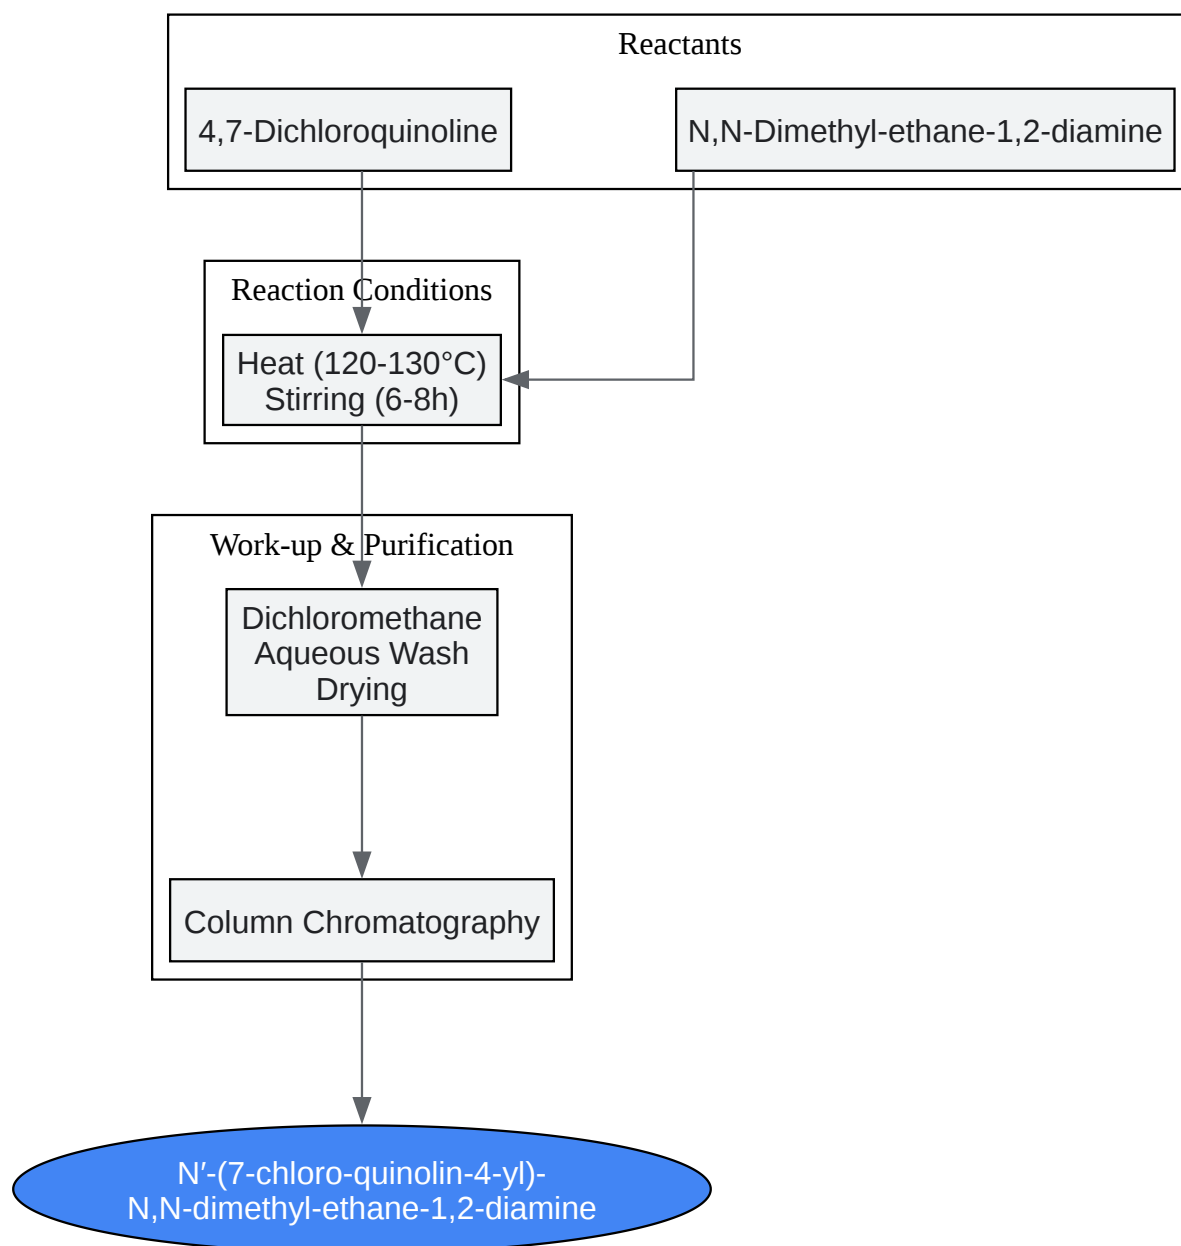 Reactants
4,7-Dichloroquinoline
N,N-Dimethyl-ethane-1,2-diamine
Reaction Conditions
Heat (120-130°C)
Stirring (6-8h)
Work-up & Purification
Dichloromethane
Aqueous Wash
Drying
Column Chromatography
N′-(7-chloro-quinolin-4-yl)-
N,N-dimethyl-ethane-1,2-diamine